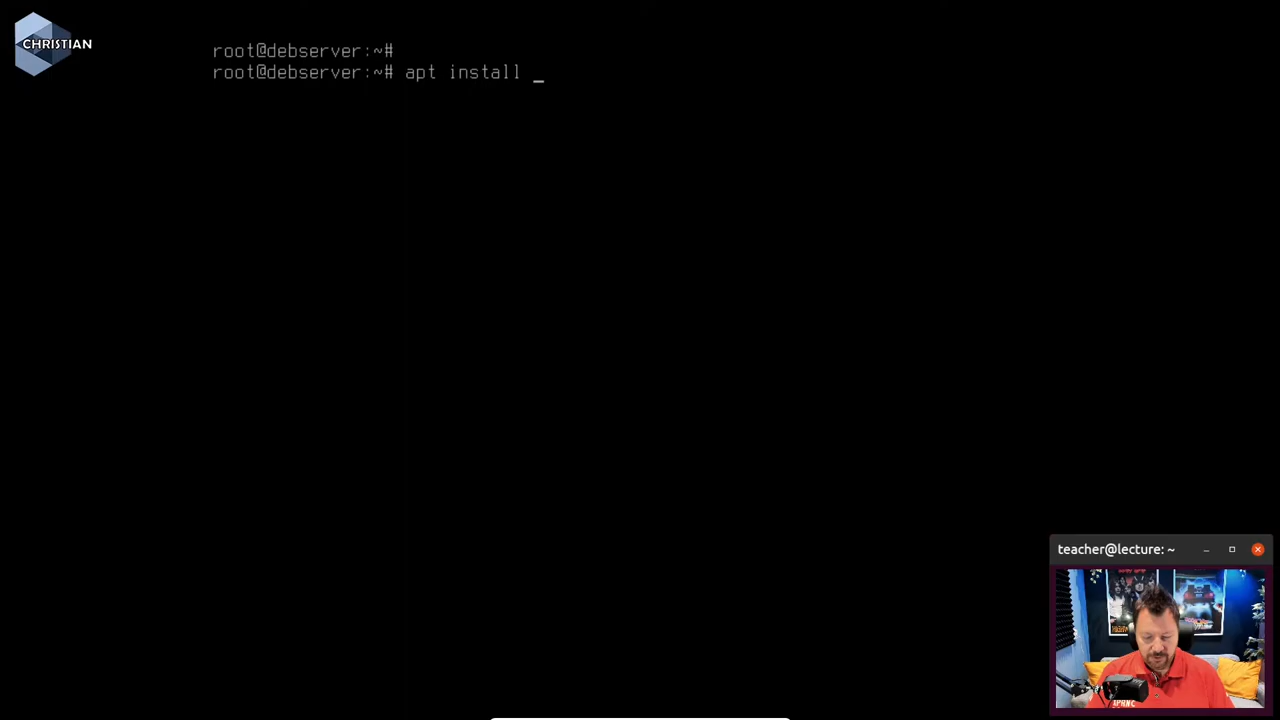 CHRISTIAN
root@debserver:~#
root@debserver:~# apt install _
teacher@lecture: ~